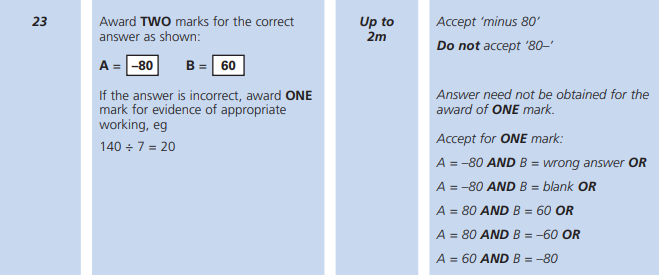 23
Award TWO marks for the correct
answer as shown:
A = –80 B = 60
If the answer is incorrect, award ONE
mark for evidence of appropriate
working, eg
140 ÷ 7 = 20
Up to
2m
Accept ‘minus 80’
Do not accept ‘80–’
Answer need not be obtained for the
award of ONE mark.
Accept for ONE mark:
A = –80 AND B = wrong answer OR
A = –80 AND B = blank OR
A = 80 AND B = 60 OR
A = 80 AND B = –60 OR
A = 60 AND B = –80